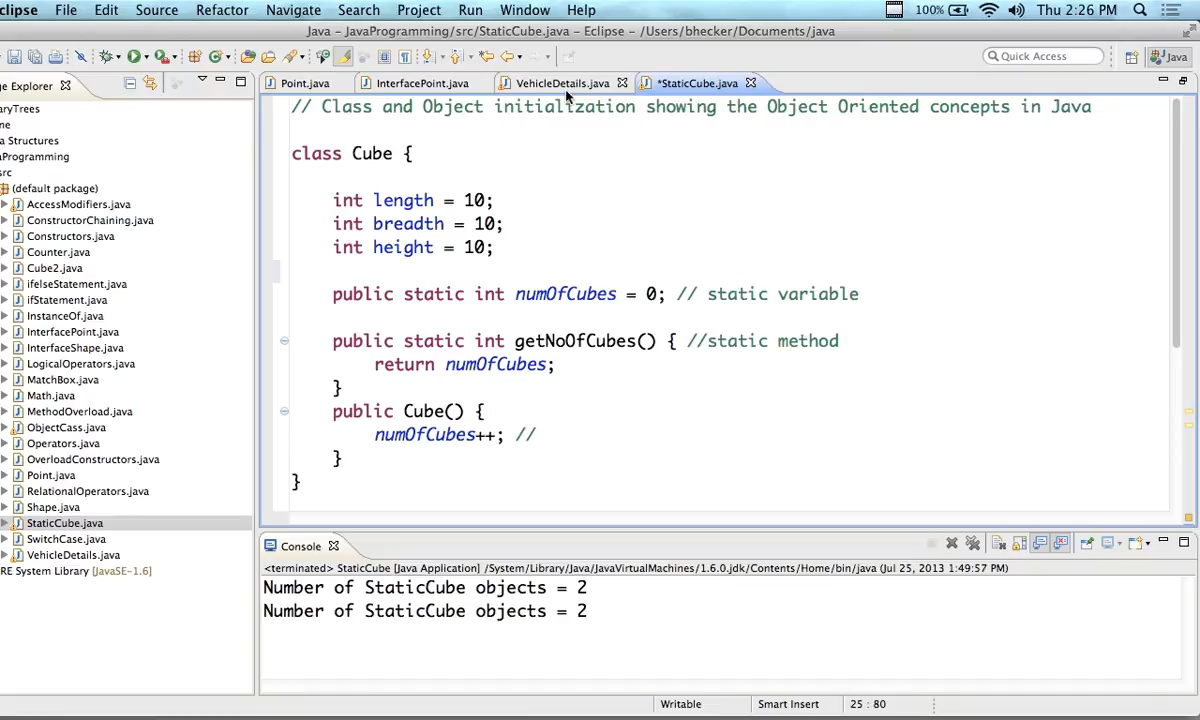 clipse File Edit Source Refactor Navigate Search Project Run Window Help 100% Thu 2:26 PM
Java - JavaProgramming/src/StaticCube.java - Eclipse - /Users/bhecker/Documents/java
Quick Access Java
ge Explorer
Point.java InterfacePoint.java VehicleDetails.java *StaticCube.java
aryTrees
ne
a Structures
aProgramming
src
(default package)
AccessModifiers.java
ConstructorChaining.java
Constructors.java
Counter.java
Cube2.java
ifelseStatement.java
ifStatement.java
InstanceOf.java
InterfacePoint.java
InterfaceShape.java
LogicalOperators.java
MatchBox.java
Math.java
MethodOverload.java
ObjectCass.java
Operators.java
OverloadConstructors.java
Point.java
RelationalOperators.java
Shape.java
StaticCube.java
SwitchCase.java
VehicleDetails.java
RE System Library [JavaSE-1.6]
// Class and Object initialization showing the Object Oriented concepts in Java
class Cube {
int length = 10;
int breadth = 10;
int height = 10;
public static int numOfCubes = 0; // static variable
public static int getNoOfCubes() { //static method
return numOfCubes;
}
public Cube() {
numOfCubes++; //
}
}
Console
<terminated> StaticCube [Java Application] /System/Library/Java/JavaVirtualMachines/1.6.0.jdk/Contents/Home/bin/java (Jul 25, 2013 1:49:57 PM)
Number of StaticCube objects = 2
Number of StaticCube objects = 2
Writable Smart Insert 25 : 80